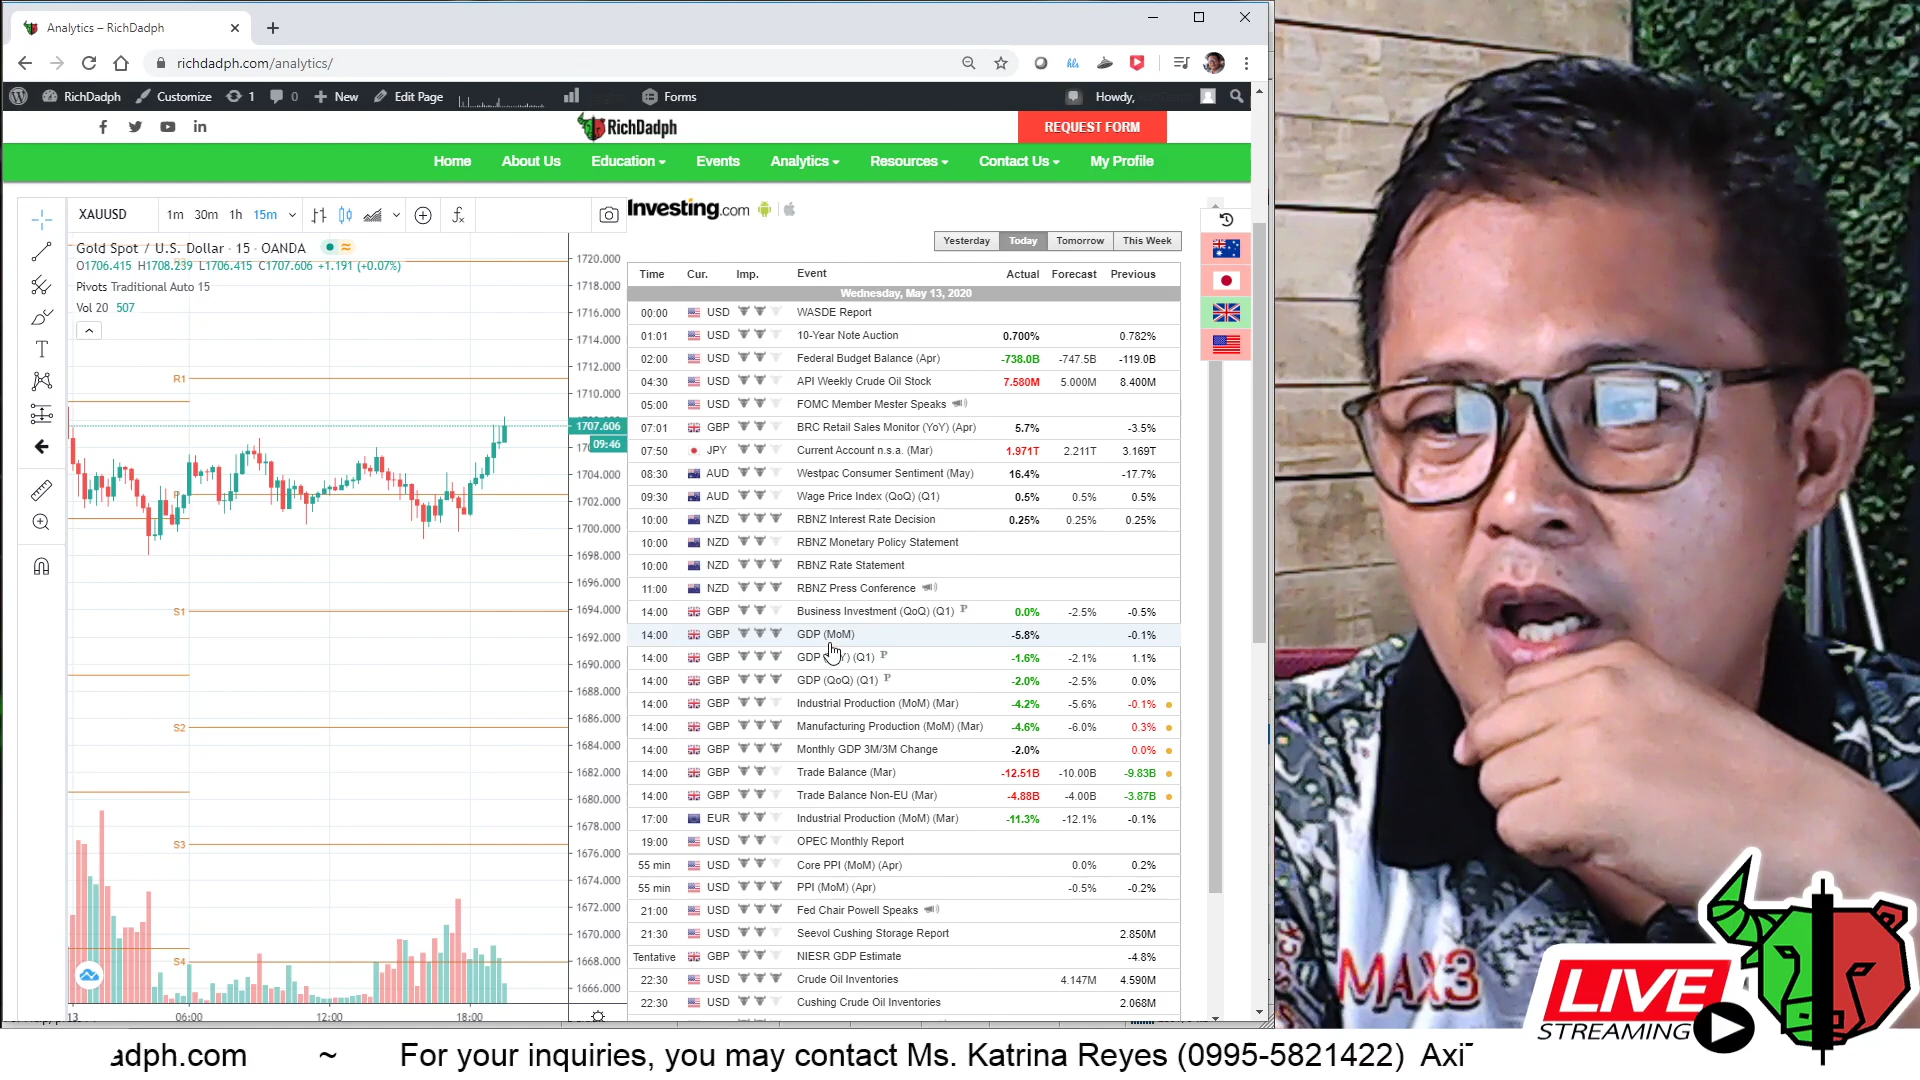 Analytics – RichDadph
richdadph.com/analytics/
RichDadph Customize 1 0 New Edit Page Forms Howdy,
RichDadph
REQUEST FORM
Home About Us Education Events Analytics Resources Contact Us My Profile
XAUUSD 1m 30m 1h 15m
Gold Spot / U.S. Dollar · 15 · OANDA
O1706.415 H1708.239 L1706.415 C1707.606 +1.191 (+0.07%)
Pivots Traditional Auto 15
Vol 20 507
R1
P
S1
S2
S3
S4
1720.000
1718.000
1716.000
1714.000
1712.000
1710.000
1707.606
09:46
1704.000
1702.000
1700.000
1698.000
1696.000
1694.000
1692.000
1690.000
1688.000
1686.000
1684.000
1682.000
1680.000
1678.000
1676.000
1674.000
1672.000
1670.000
1668.000
1666.000
13 06:00 12:00 18:00
Investing.com
Yesterday Today Tomorrow This Week
Time Cur. Imp. Event Actual Forecast Previous
Wednesday, May 13, 2020
00:00 USD WASDE Report
01:01 USD 10-Year Note Auction 0.700% 0.782%
02:00 USD Federal Budget Balance (Apr) -738.0B -747.5B -119.0B
04:30 USD API Weekly Crude Oil Stock 7.580M 5.000M 8.400M
05:00 USD FOMC Member Mester Speaks
07:01 GBP BRC Retail Sales Monitor (YoY) (Apr) 5.7% -3.5%
07:50 JPY Current Account n.s.a. (Mar) 1.971T 2.211T 3.169T
08:30 AUD Westpac Consumer Sentiment (May) 16.4% -17.7%
09:30 AUD Wage Price Index (QoQ) (Q1) 0.5% 0.5% 0.5%
10:00 NZD RBNZ Interest Rate Decision 0.25% 0.25% 0.25%
10:00 NZD RBNZ Monetary Policy Statement
10:00 NZD RBNZ Rate Statement
11:00 NZD RBNZ Press Conference
14:00 GBP Business Investment (QoQ) (Q1) P 0.0% -2.5% -0.5%
14:00 GBP GDP (MoM) -5.8% -0.1%
14:00 GBP GDP Y) (Q1) P -1.6% -2.1% 1.1%
14:00 GBP GDP (QoQ) (Q1) P -2.0% -2.5% 0.0%
14:00 GBP Industrial Production (MoM) (Mar) -4.2% -5.6% -0.1%
14:00 GBP Manufacturing Production (MoM) (Mar) -4.6% -6.0% 0.3%
14:00 GBP Monthly GDP 3M/3M Change -2.0% 0.0%
14:00 GBP Trade Balance (Mar) -12.51B -10.00B -9.83B
14:00 GBP Trade Balance Non-EU (Mar) -4.88B -4.00B -3.87B
17:00 EUR Industrial Production (MoM) (Mar) -11.3% -12.1% -0.1%
19:00 USD OPEC Monthly Report
55 min USD Core PPI (MoM) (Apr) 0.0% 0.2%
55 min USD PPI (MoM) (Apr) -0.5% -0.2%
21:00 USD Fed Chair Powell Speaks
21:30 USD Seevol Cushing Storage Report 2.850M
Tentative GBP NIESR GDP Estimate -4.8%
22:30 USD Crude Oil Inventories 4.147M 4.590M
22:30 USD Cushing Crude Oil Inventories 2.068M
MAX3
LIVE
STREAMING
adph.com ~ For your inquiries, you may contact Ms. Katrina Reyes (0995-5821422) Axi